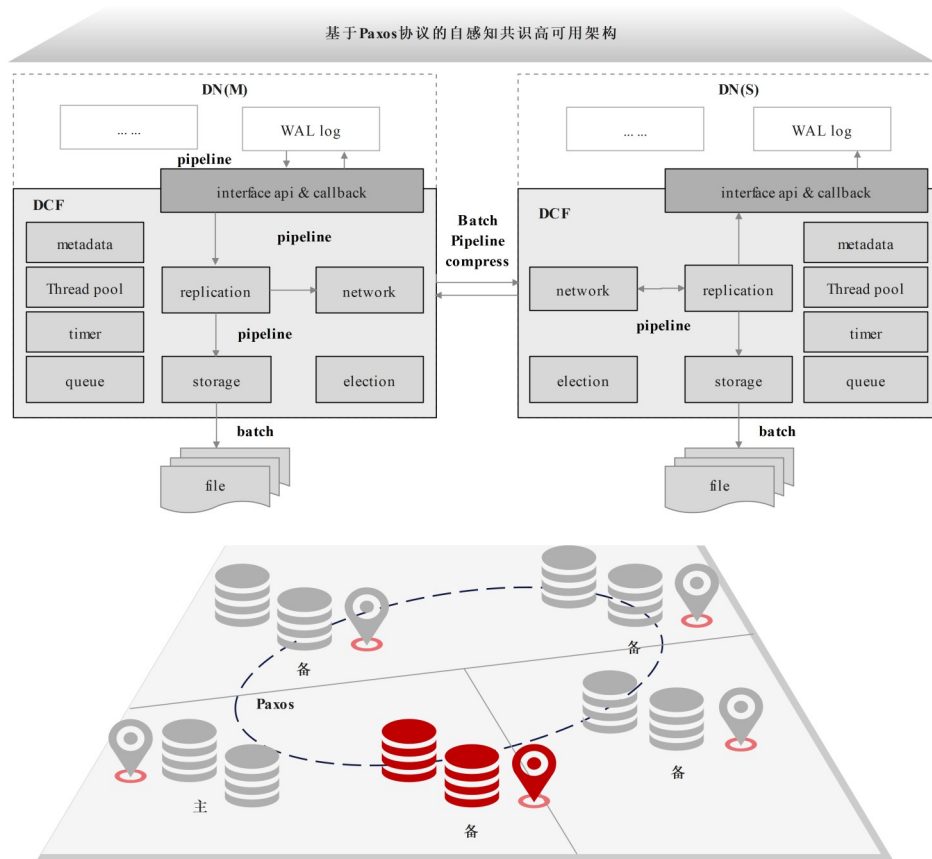 基于Paxos协议的自感知共识高可用架构
DN(M)
... ...
WAL log
pipeline
interface api & callback
DCF
pipeline
metadata
Thread pool
timer
queue
replication
network
pipeline
storage
election
batch
file
Batch
Pipeline
compress
DN(S)
... ...
WAL log
interface api & callback
DCF
metadata
Thread pool
timer
queue
network
replication
pipeline
election
storage
batch
file
备
备
Paxos
备
主
备